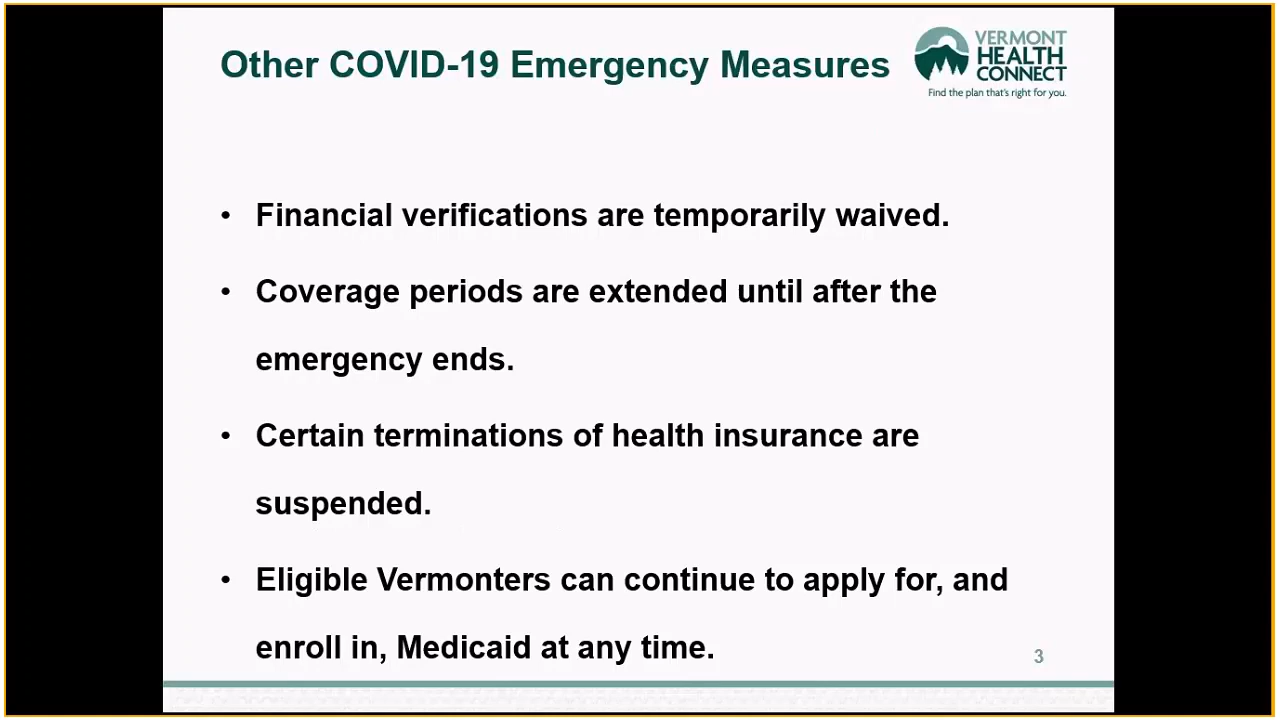 Other COVID-19 Emergency Measures
VERMONT
HEALTH
CONNECT
Find the plan that's right for you.
• Financial verifications are temporarily waived.
• Coverage periods are extended until after the
emergency ends.
• Certain terminations of health insurance are
suspended.
• Eligible Vermonters can continue to apply for, and
enroll in, Medicaid at any time.
3